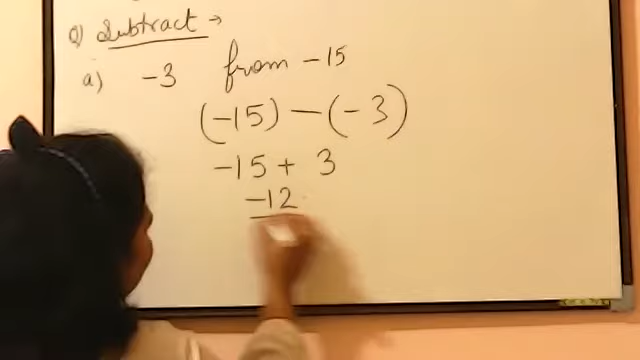 Q) Subtract →
a) -3 from -15
(-15) - (-3)
-15 + 3
-12